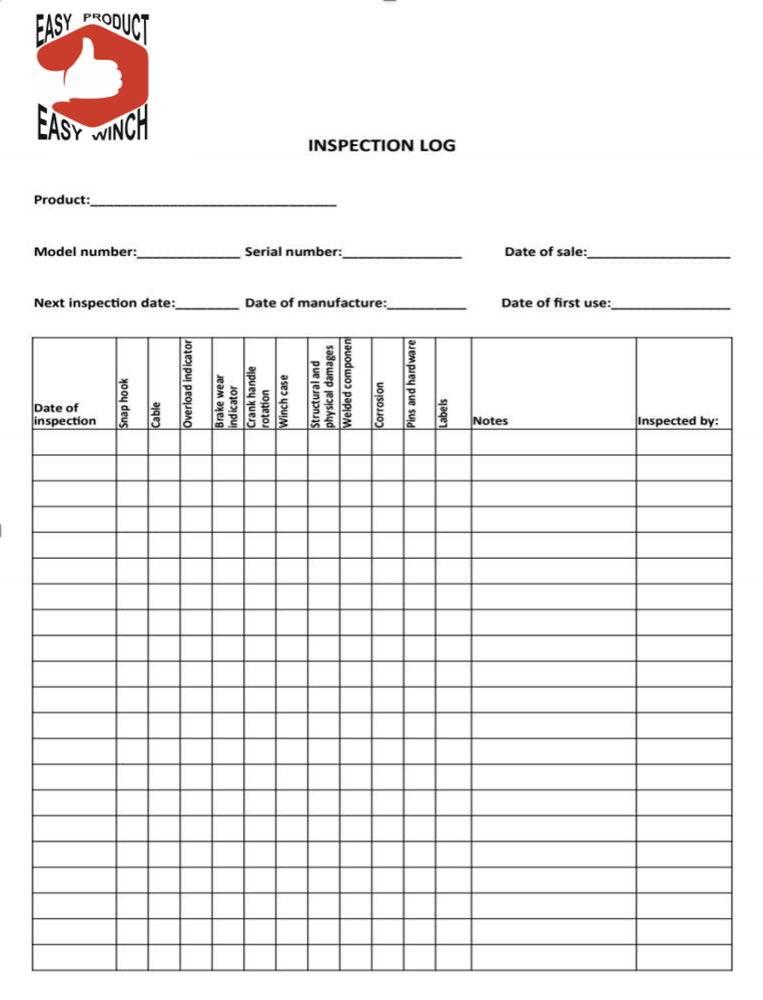 EASY PRODUCT
EASY WINCH
INSPECTION LOG
Product:_______________________________
Model number:_____________ Serial number:_______________ Date of sale:__________________
Next inspection date:________ Date of manufacture:__________ Date of first use:_______________
Date of
inspection
Snap hook
Cable
Overload indicator
Brake wear
indicator
Crank handle
rotation
Winch case
Structural and
physical damages
Welded componen
Corrosion
Pins and hardware
Labels
Notes
Inspected by: